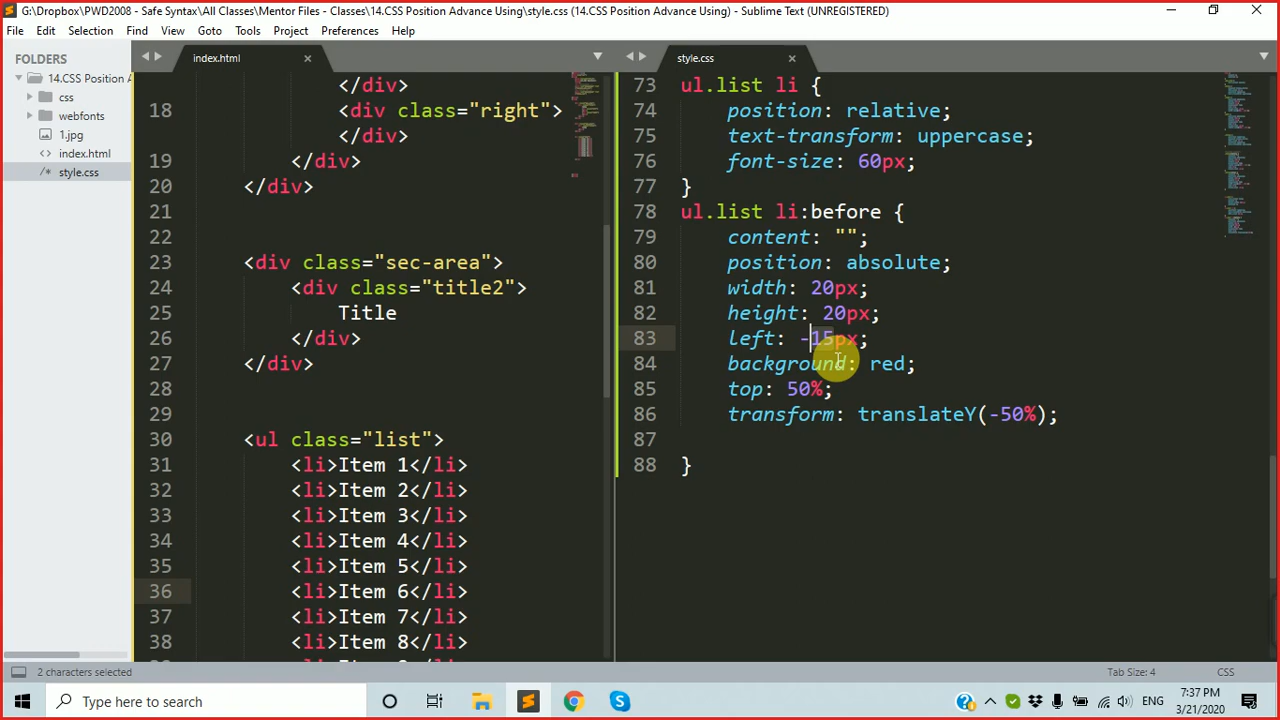 G:\Dropbox\PWD2008 - Safe Syntax\All Classes\Mentor Files - Classes\14.CSS Position Advance Using\style.css (14.CSS Position Advance Using) - Sublime Text (UNREGISTERED)
File Edit Selection Find View Goto Tools Project Preferences Help
FOLDERS
14.CSS Position A
css
webfonts
1.jpg
index.html
/* style.css
index.html
</div>
18 <div class="right">
</div>
19 </div>
20 </div>
21
22
23 <div class="sec-area">
24 <div class="title2">
25 Title
26 </div>
27 </div>
28
29
30 <ul class="list">
31 <li>Item 1</li>
32 <li>Item 2</li>
33 <li>Item 3</li>
34 <li>Item 4</li>
35 <li>Item 5</li>
36 <li>Item 6</li>
37 <li>Item 7</li>
38 <li>Item 8</li>
style.css
73 ul.list li {
74 position: relative;
75 text-transform: uppercase;
76 font-size: 60px;
77 }
78 ul.list li:before {
79 content: "";
80 position: absolute;
81 width: 20px;
82 height: 20px;
83 left: -15px;
84 background: red;
85 top: 50%;
86 transform: translateY(-50%);
87
88 }
2 characters selected
Tab Size: 4
CSS
Type here to search
ENG
7:37 PM
3/21/2020